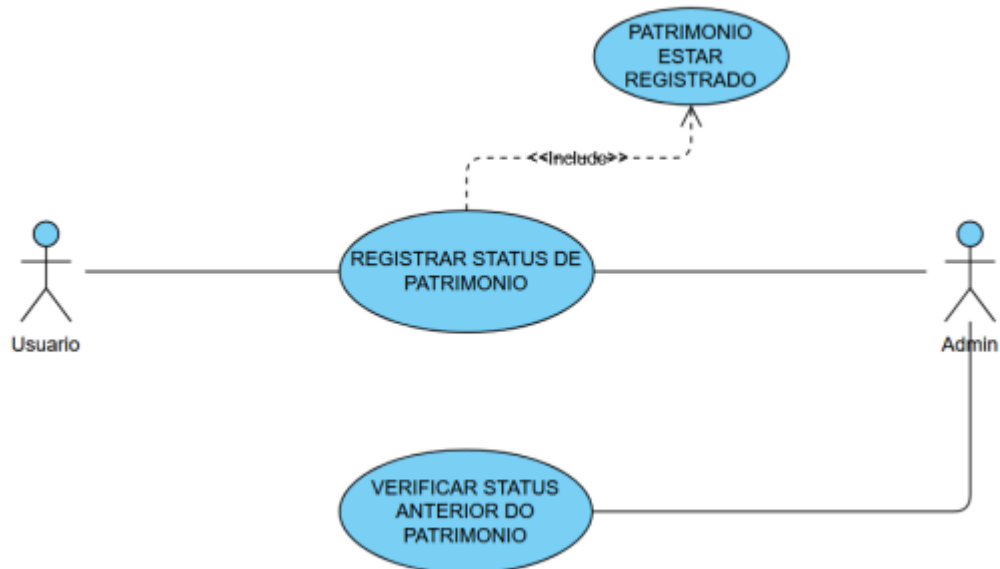 PATRIMONIO
ESTAR
REGISTRADO
<<Include>>
REGISTRAR STATUS DE
PATRIMONIO
Usuario
Admin
VERIFICAR STATUS
ANTERIOR DO
PATRIMONIO